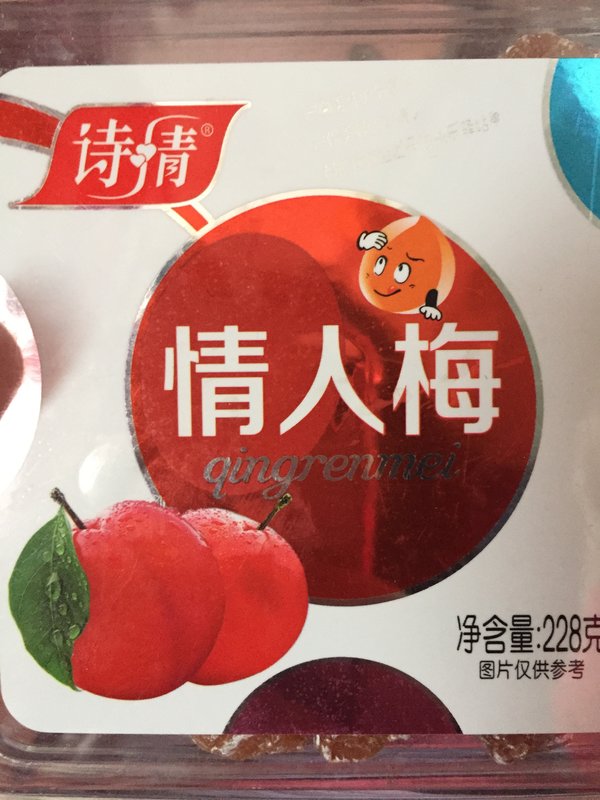 诗情®
情人梅
qingrenmei
净含量:228克
图片仅供参考